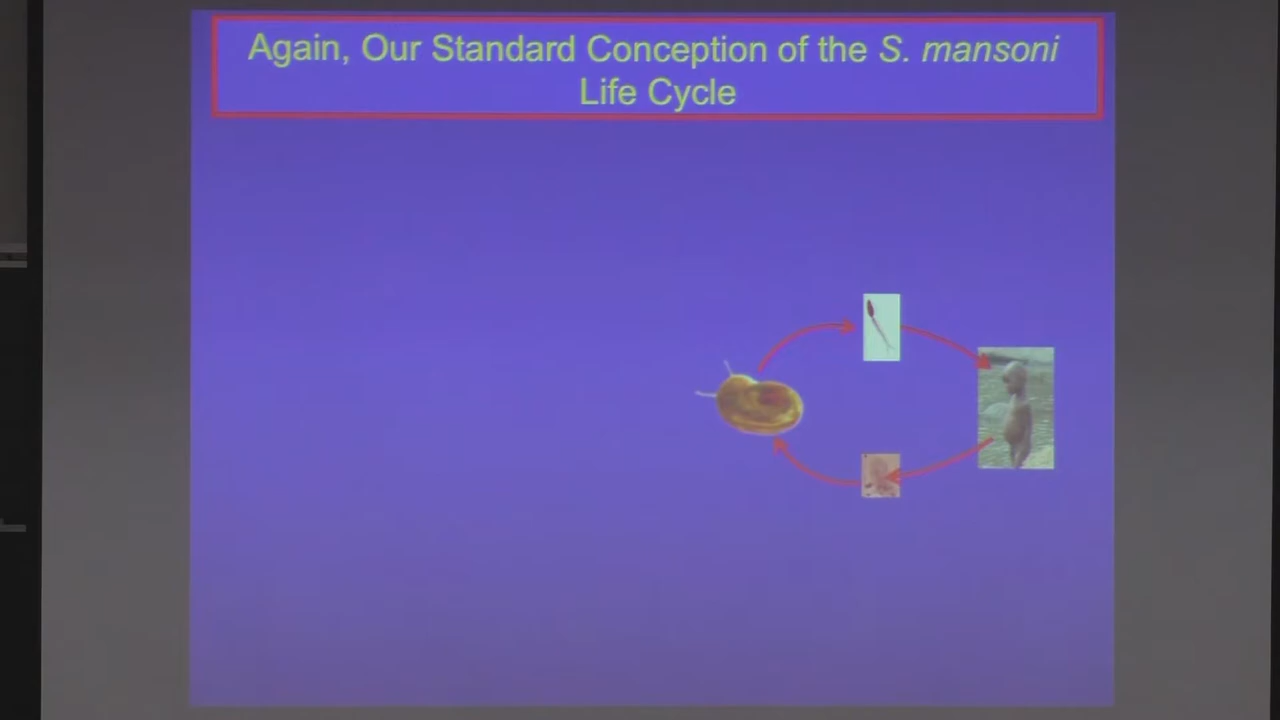 Again, Our Standard Conception of the S. mansoni
Life Cycle